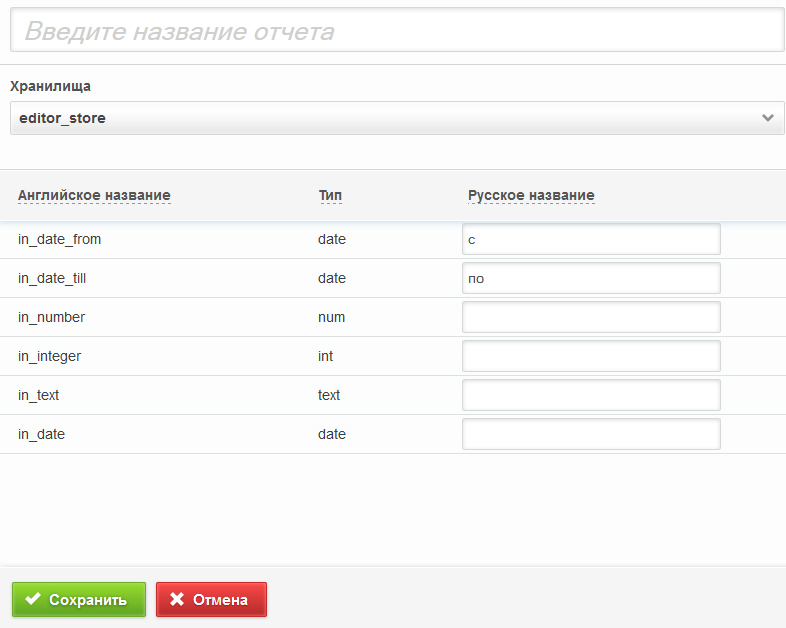 Введите название отчета
Хранилища
editor_store
Английское название Тип Русское название
in_date_from date с
in_date_till date по
in_number num
in_integer int
in_text text
in_date date
Сохранить Отмена